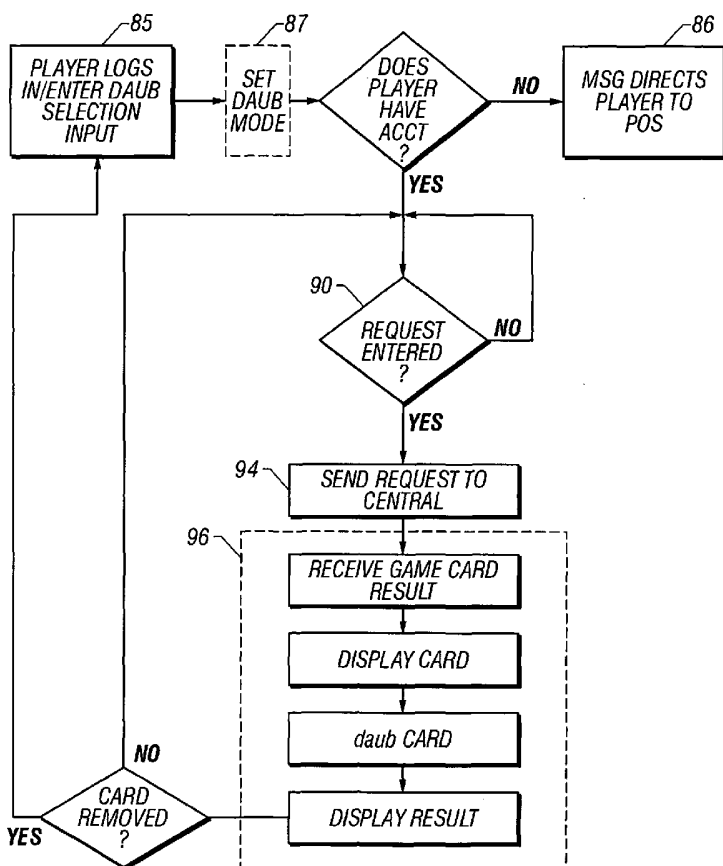 85
PLAYER LOGS
IN/ENTER DAUB
SELECTION
INPUT
87
SET
DAUB
MODE
DOES
PLAYER
HAVE
ACCT
?
NO
86
MSG DIRECTS
PLAYER TO
POS
YES
90
REQUEST
ENTERED
?
NO
YES
94
SEND REQUEST TO
CENTRAL
96
RECEIVE GAME CARD
RESULT
DISPLAY CARD
daub CARD
DISPLAY RESULT
NO
CARD
REMOVED
?
YES